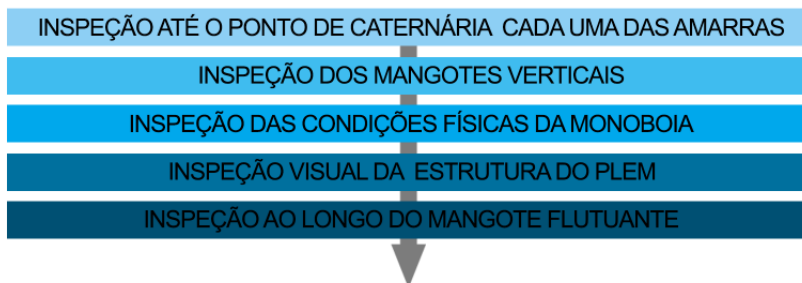 INSPEÇÃO ATÉ O PONTO DE CATERNÁRIA CADA UMA DAS AMARRAS
INSPEÇÃO DOS MANGOTES VERTICAIS
INSPEÇÃO DAS CONDIÇÕES FÍSICAS DA MONOBOIA
INSPEÇÃO VISUAL DA ESTRUTURA DO PLEM
INSPEÇÃO AO LONGO DO MANGOTE FLUTUANTE